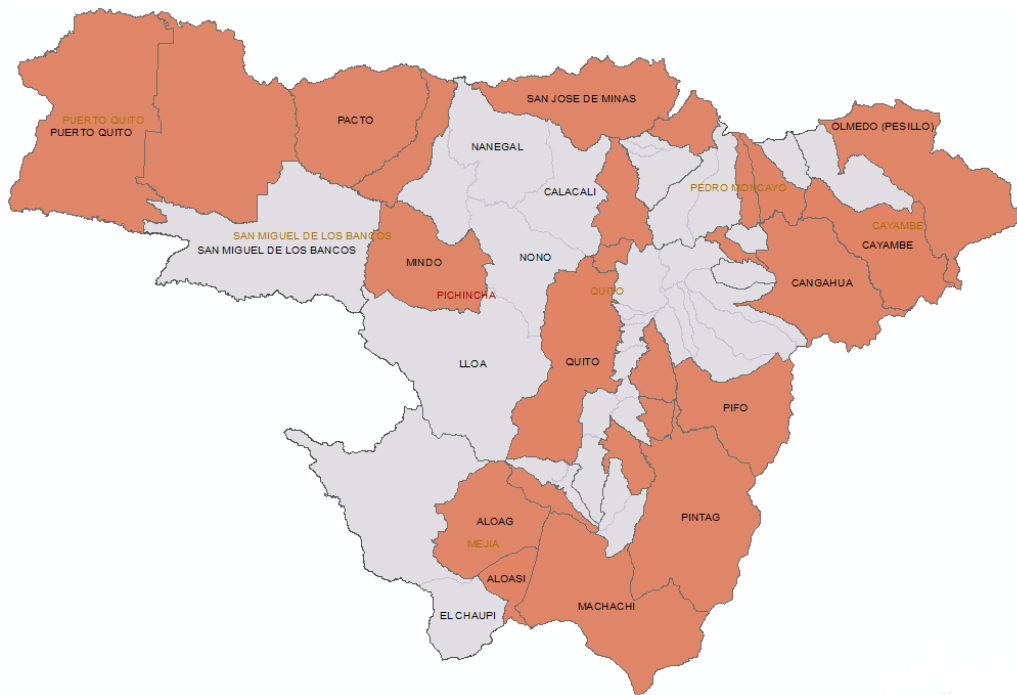 SAN JOSE DE MINAS
PUERTO QUITO
PUERTO QUITO
PACTO
OLMEDO (PESILLO)
NANEGAL
CALACALI
PEDRO MONCAYO
SAN MIGUEL DE LOS BANCOS
SAN MIGUEL DE LOS BANCOS
CAYAMBE
CAYAMBE
MINDO
NONO
CANGAHUA
PICHINCHA
QUITO
LLOA
QUITO
PIFO
ALOAG
PINTAG
MEJIA
ALOASI
MACHACHI
EL CHAUPI